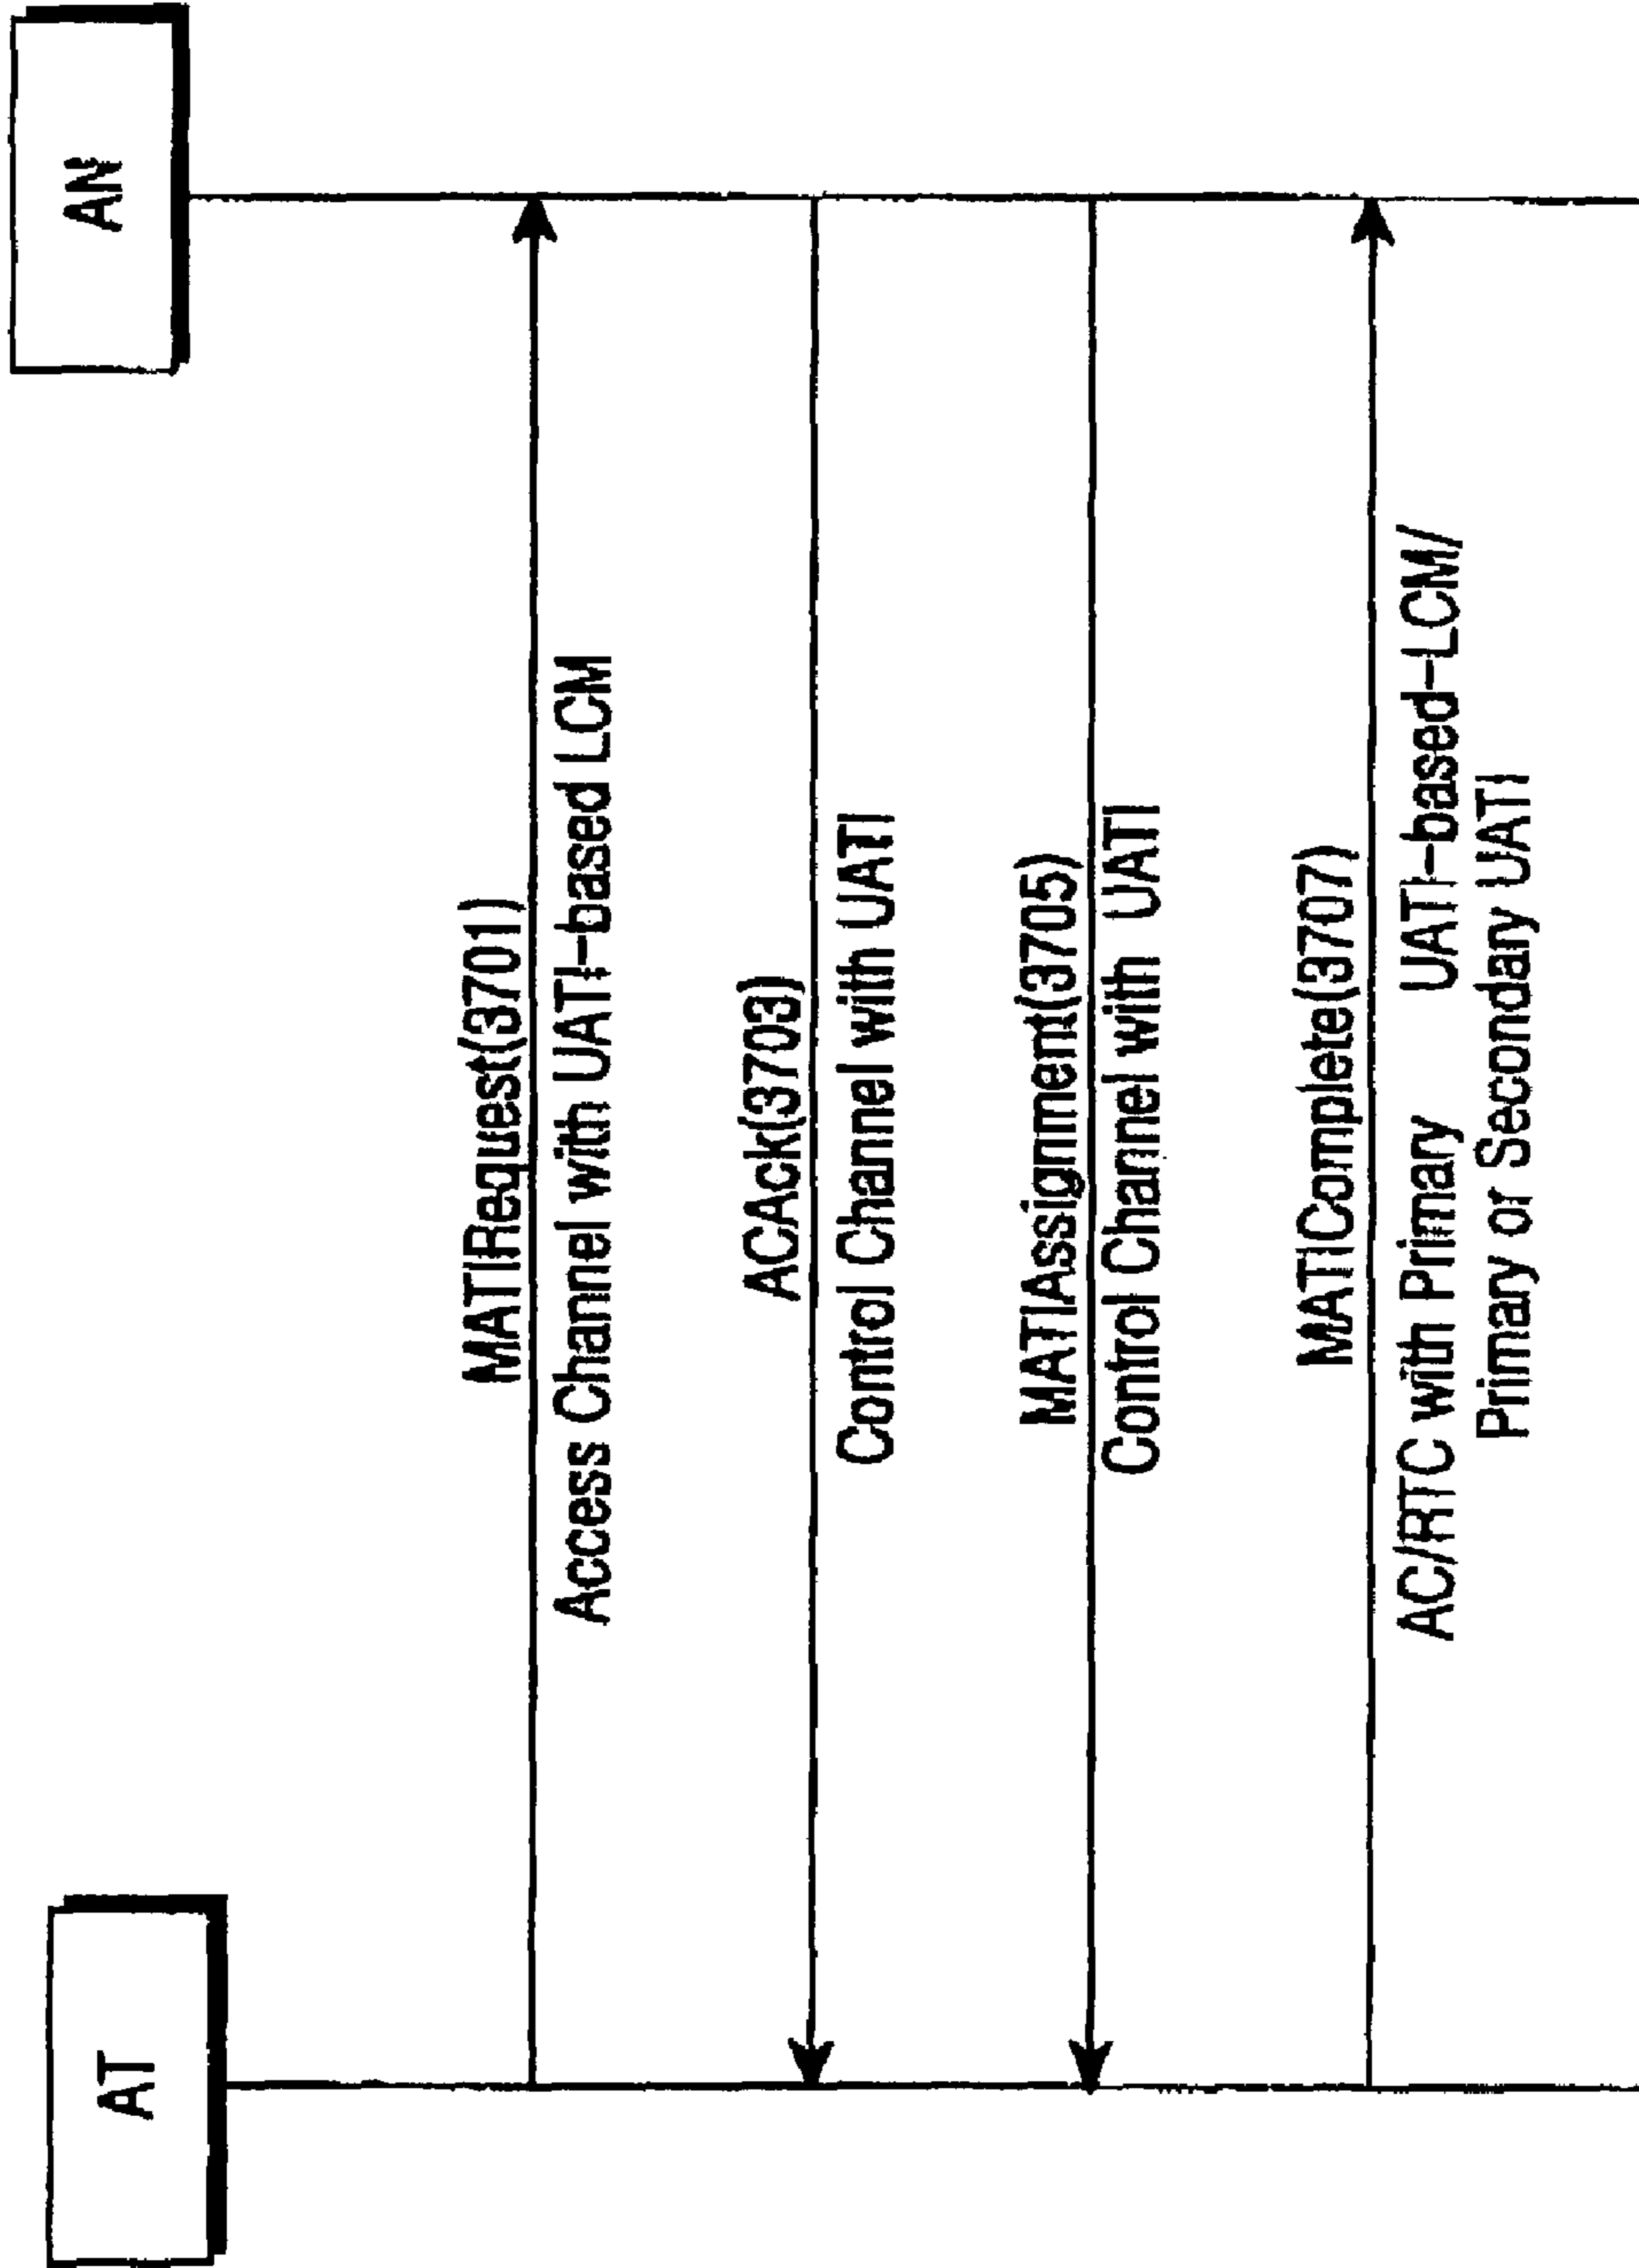 AT
AN
MATIRequest(3701)
Access Channel with UATI-based LCM
ACAck(3703)
Control Channel with UATI
MATIAssignment(3705)
Control Channel with UATI
MATIComplete(3707)
AC/RTC with Primary UATI-based-LCM/
Primary or Secondary UATI